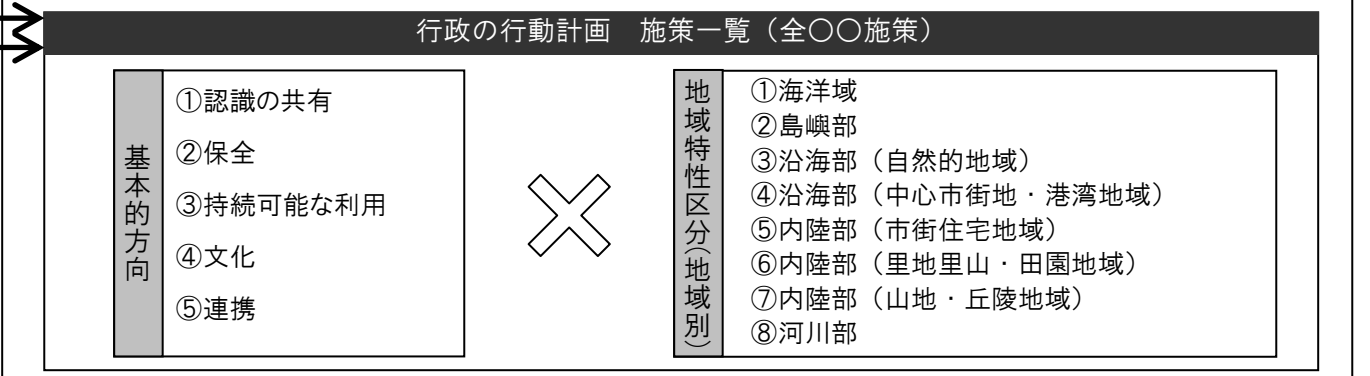 行政の行動計画　施策一覧（全○○施策）
基本的方向
①認識の共有
②保全
③持続可能な利用
④文化
⑤連携
地域特性区分（地域別）
①海洋域
②島嶼部
③沿海部（自然的地域）
④沿海部（中心市街地・港湾地域）
⑤内陸部（市街住宅地域）
⑥内陸部（里地里山・田園地域）
⑦内陸部（山地・丘陵地域）
⑧河川部